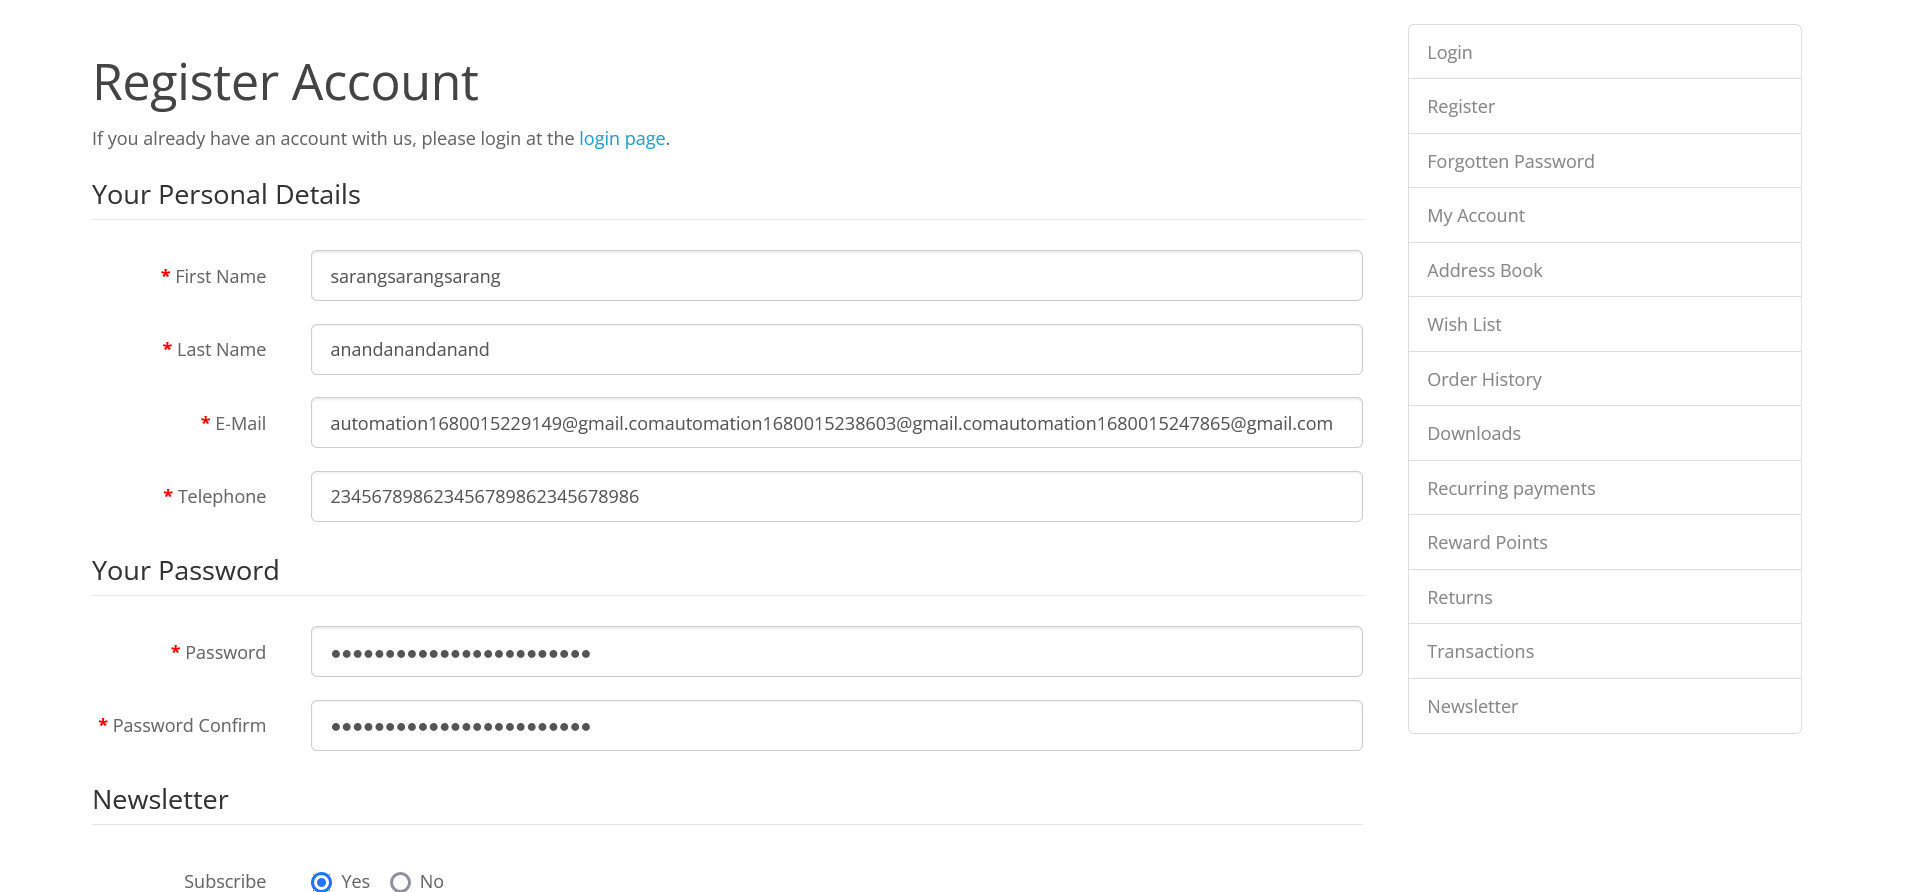 Register Account
If you already have an account with us, please login at the login page.
Your Personal Details
* First Name
sarangsarangsarang
* Last Name
anandanandanand
* E-Mail
automation1680015229149@gmail.comautomation1680015238603@gmail.comautomation1680015247865@gmail.com
* Telephone
234567898623456789862345678986
Your Password
* Password
* Password Confirm
Newsletter
Subscribe Yes No
Login
Register
Forgotten Password
My Account
Address Book
Wish List
Order History
Downloads
Recurring payments
Reward Points
Returns
Transactions
Newsletter